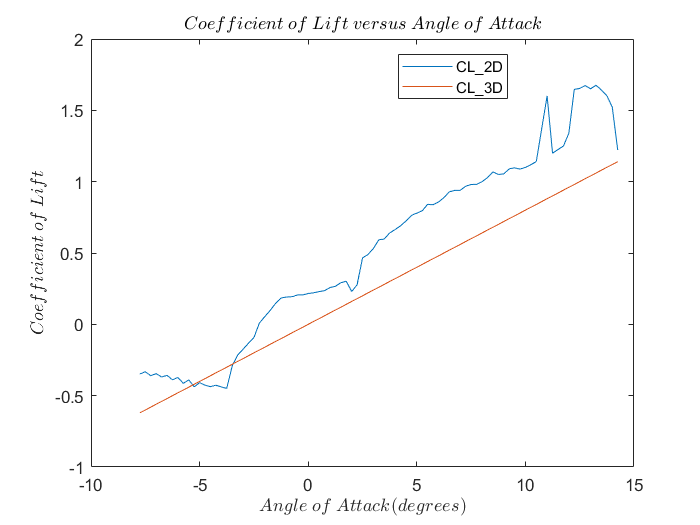 Coefficient of Lift versus Angle of Attack
CL_2D
CL_3D
2
1.5
1
0.5
0
-0.5
-1
Coefficient of Lift
-10 -5 0 5 10 15
Angle of Attack(degrees)